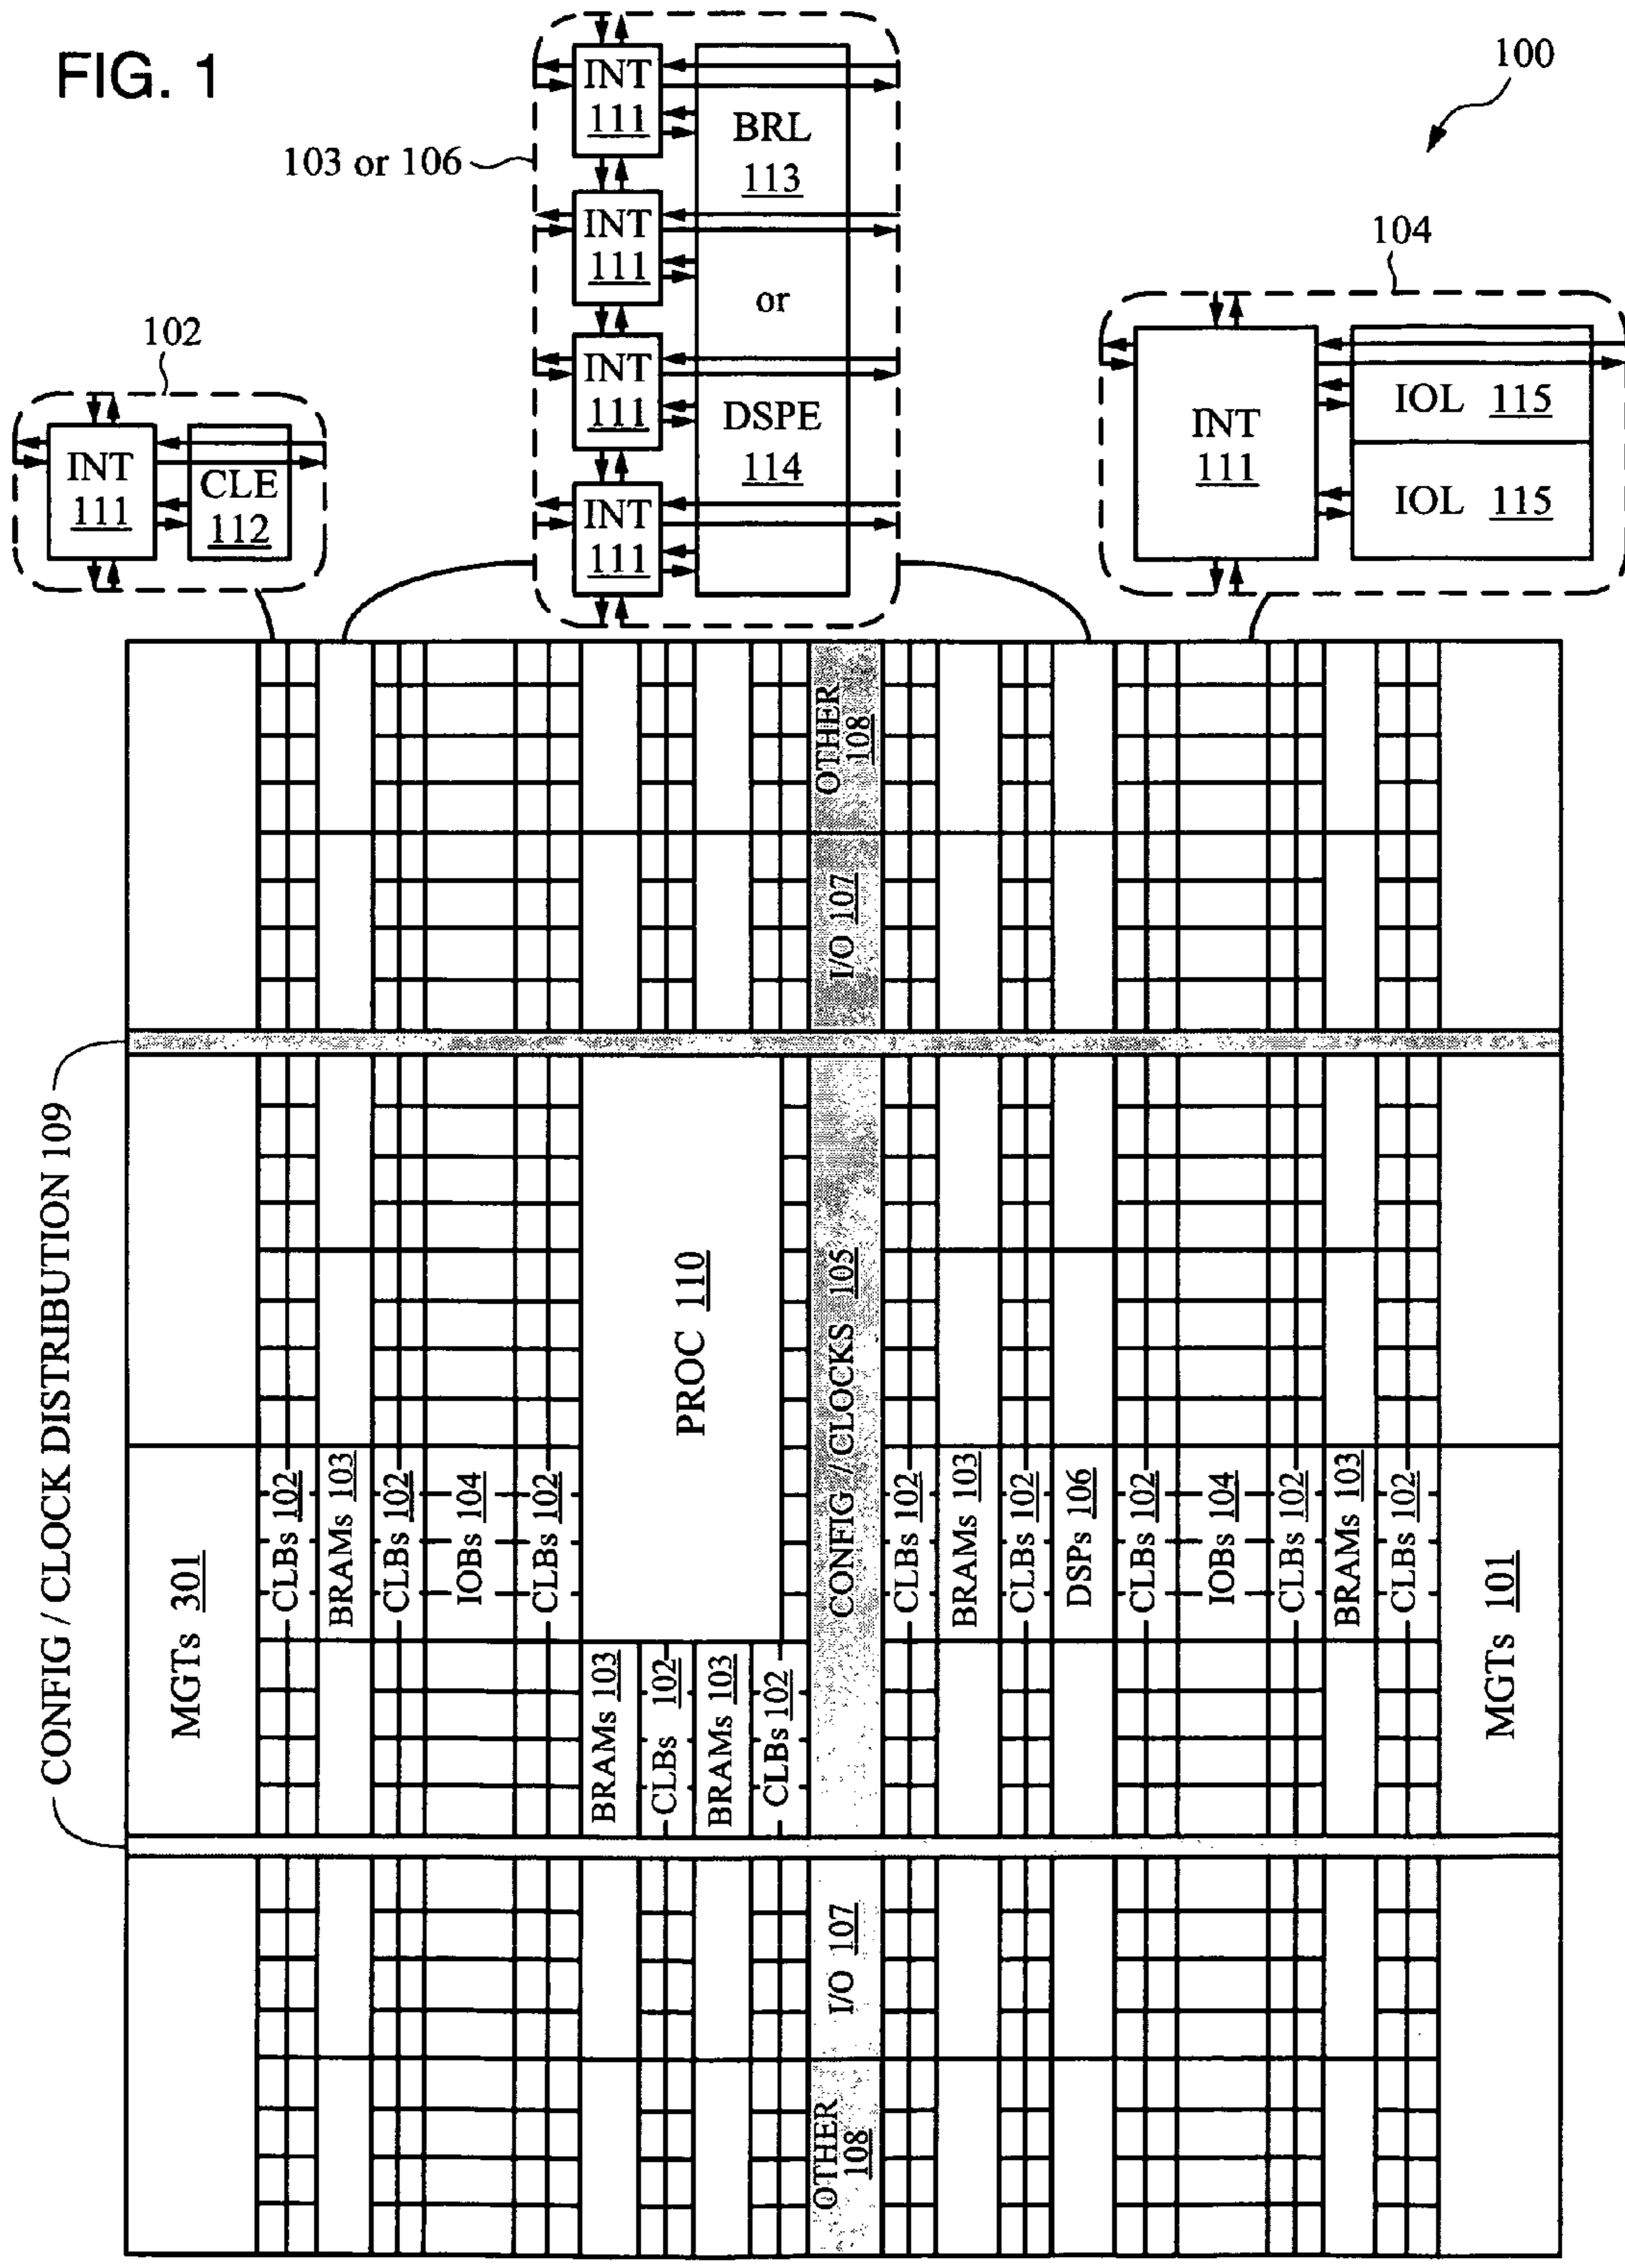 FIG. 1
100
103 or 106
INT
111
INT
111
INT
111
INT
111
BRL
113
or
DSPE
114
104
INT
111
IOL 115
IOL 115
102
INT
111
CLE
112
OTHER
108
I/O 107
CONFIG / CLOCK DISTRIBUTION 109
PROC 110
CONFIG / CLOCKS 105
MGTs 301
CLBs 102
BRAMs 103
CLBs 102
IOBs 104
CLBs 102
BRAMs 103
CLBs 102
BRAMs 103
CLBs 102
CLBs 102
BRAMs 103
CLBs 102
DSPs 106
CLBs 102
IOBs 104
CLBs 102
BRAMs 103
CLBs 102
MGTs 101
I/O 107
OTHER
108